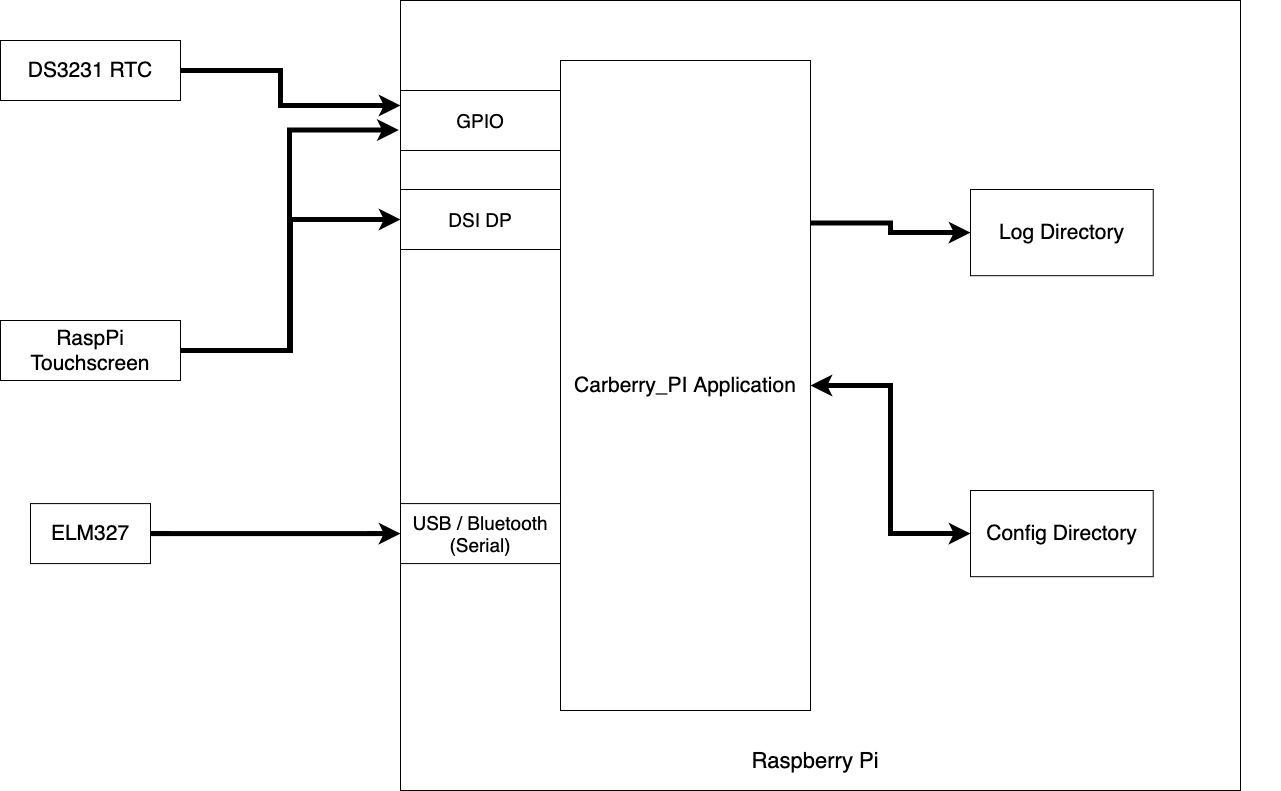 DS3231 RTC
GPIO
DSI DP
Log Directory
RaspPi
Touchscreen
Carberry_PI Application
ELM327
USB / Bluetooth
(Serial)
Config Directory
Raspberry Pi